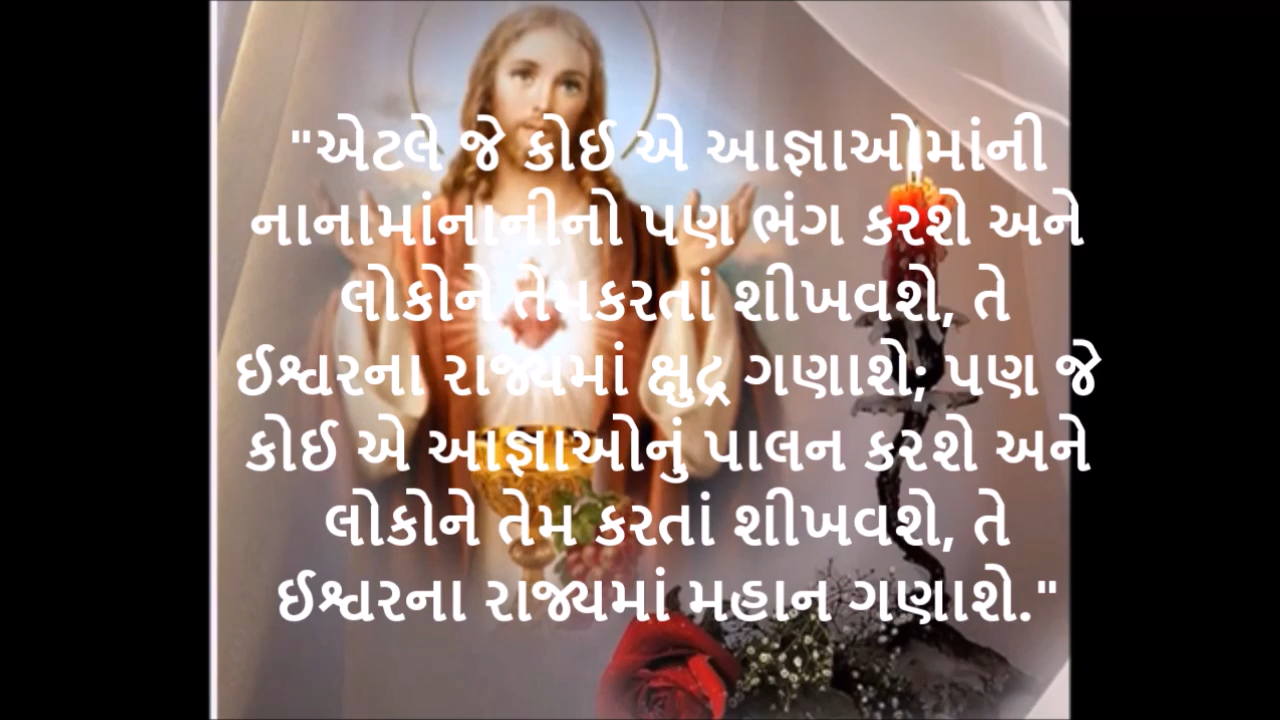 "એટલે જે કોઈ એ આજ્ઞાઓમાંની
નાનામાંનાનીનો પણ ભંગ કરશે અને
લોકોને તેમકરતાં શીખવશે, તે
ઈશ્વરના રાજ્યમાં ક્ષુદ્ર ગણાશે; પણ જે
કોઈ એ આજ્ઞાઓનું પાલન કરશે અને
લોકોને તેમ કરતાં શીખવશે, તે
ઈશ્વરના રાજ્યમાં મહાન ગણાશે."